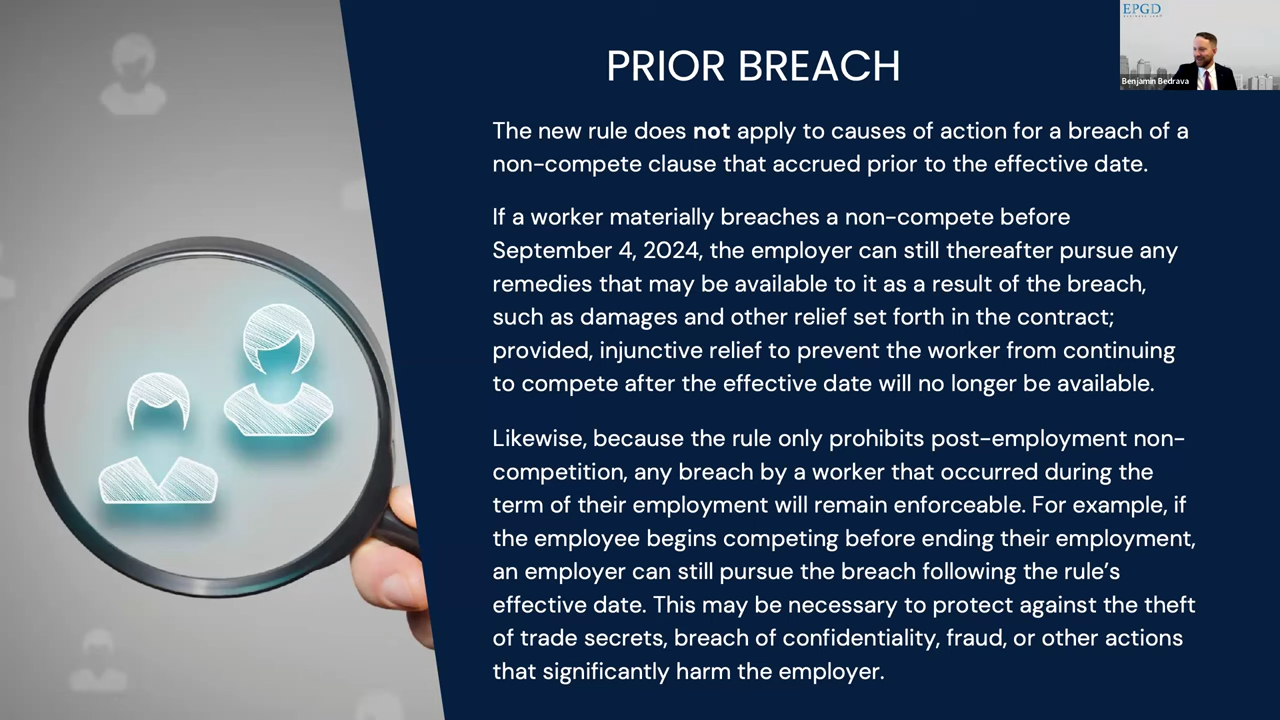 PRIOR BREACH
EPGD
BUSINESS LAW
Benjamin Bedrava
The new rule does not apply to causes of action for a breach of a
non-compete clause that accrued prior to the effective date.
If a worker materially breaches a non-compete before
September 4, 2024, the employer can still thereafter pursue any
remedies that may be available to it as a result of the breach,
such as damages and other relief set forth in the contract;
provided, injunctive relief to prevent the worker from continuing
to compete after the effective date will no longer be available.
Likewise, because the rule only prohibits post-employment non-
competition, any breach by a worker that occurred during the
term of their employment will remain enforceable. For example, if
the employee begins competing before ending their employment,
an employer can still pursue the breach following the rule's
effective date. This may be necessary to protect against the theft
of trade secrets, breach of confidentiality, fraud, or other actions
that significantly harm the employer.